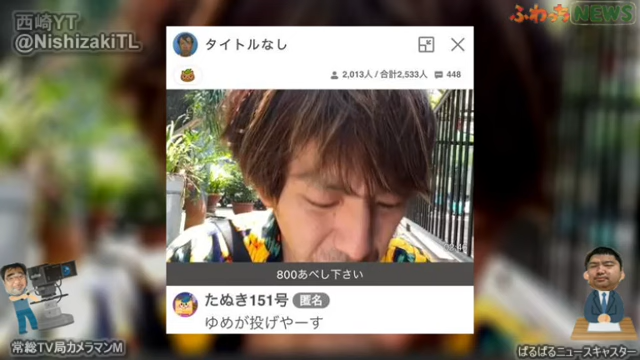 西崎YT
@NishizakiTL
ふわっちNEWS
タイトルなし
2,013人 / 合計2,533人 448
800あべし下さい
たぬき151号 匿名
ゆめが投げやーす
常総TV局カメラマンM
ぱるぱるニュースキャスター